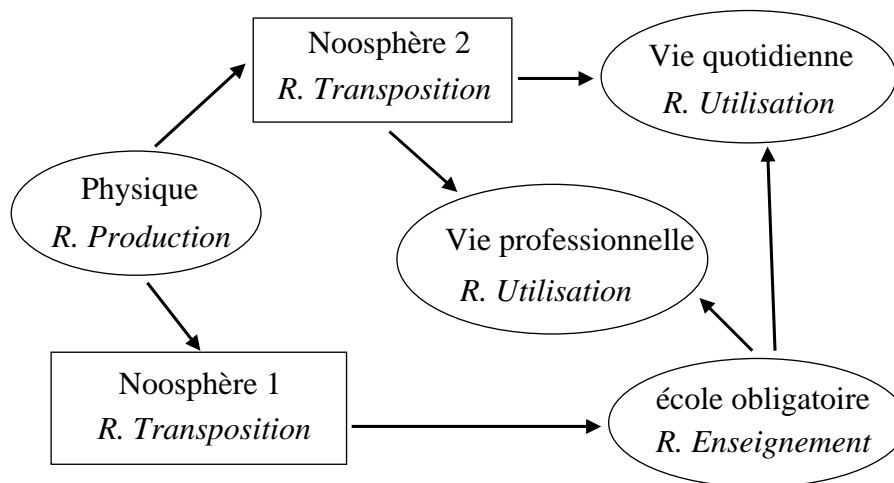 Noosphère 2
R. Transposition
Vie quotidienne
R. Utilisation
Physique
R. Production
Vie professionnelle
R. Utilisation
Noosphère 1
R. Transposition
école obligatoire
R. Enseignement